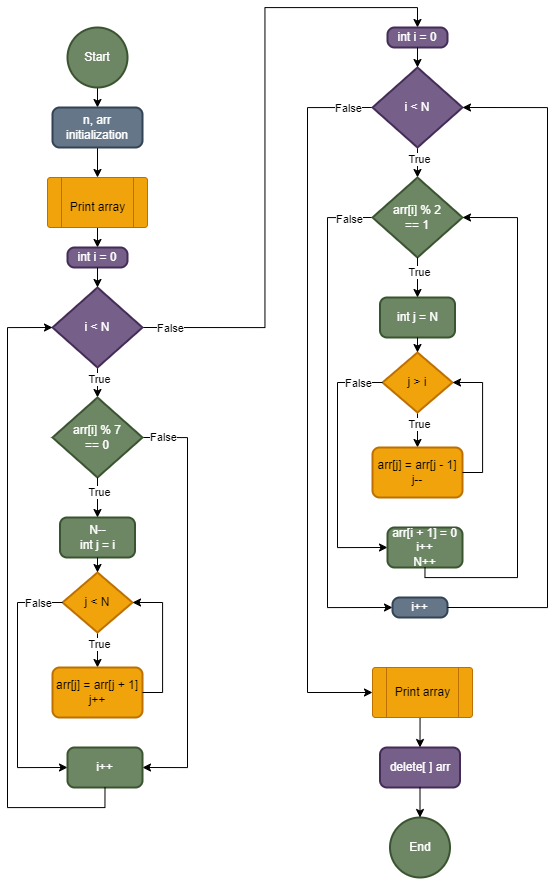 Start
n, arr
initialization
Print array
int i = 0
i < N
False
True
arr[i] % 7
== 0
False
True
N--
int j = i
j < N
False
True
arr[j] = arr[j + 1]
j++
i++
int i = 0
i < N
False
True
arr[i] % 2
== 1
False
True
int j = N
j > i
False
True
arr[j] = arr[j - 1]
j--
arr[i + 1] = 0
i++
N++
i++
Print array
delete[ ] arr
End